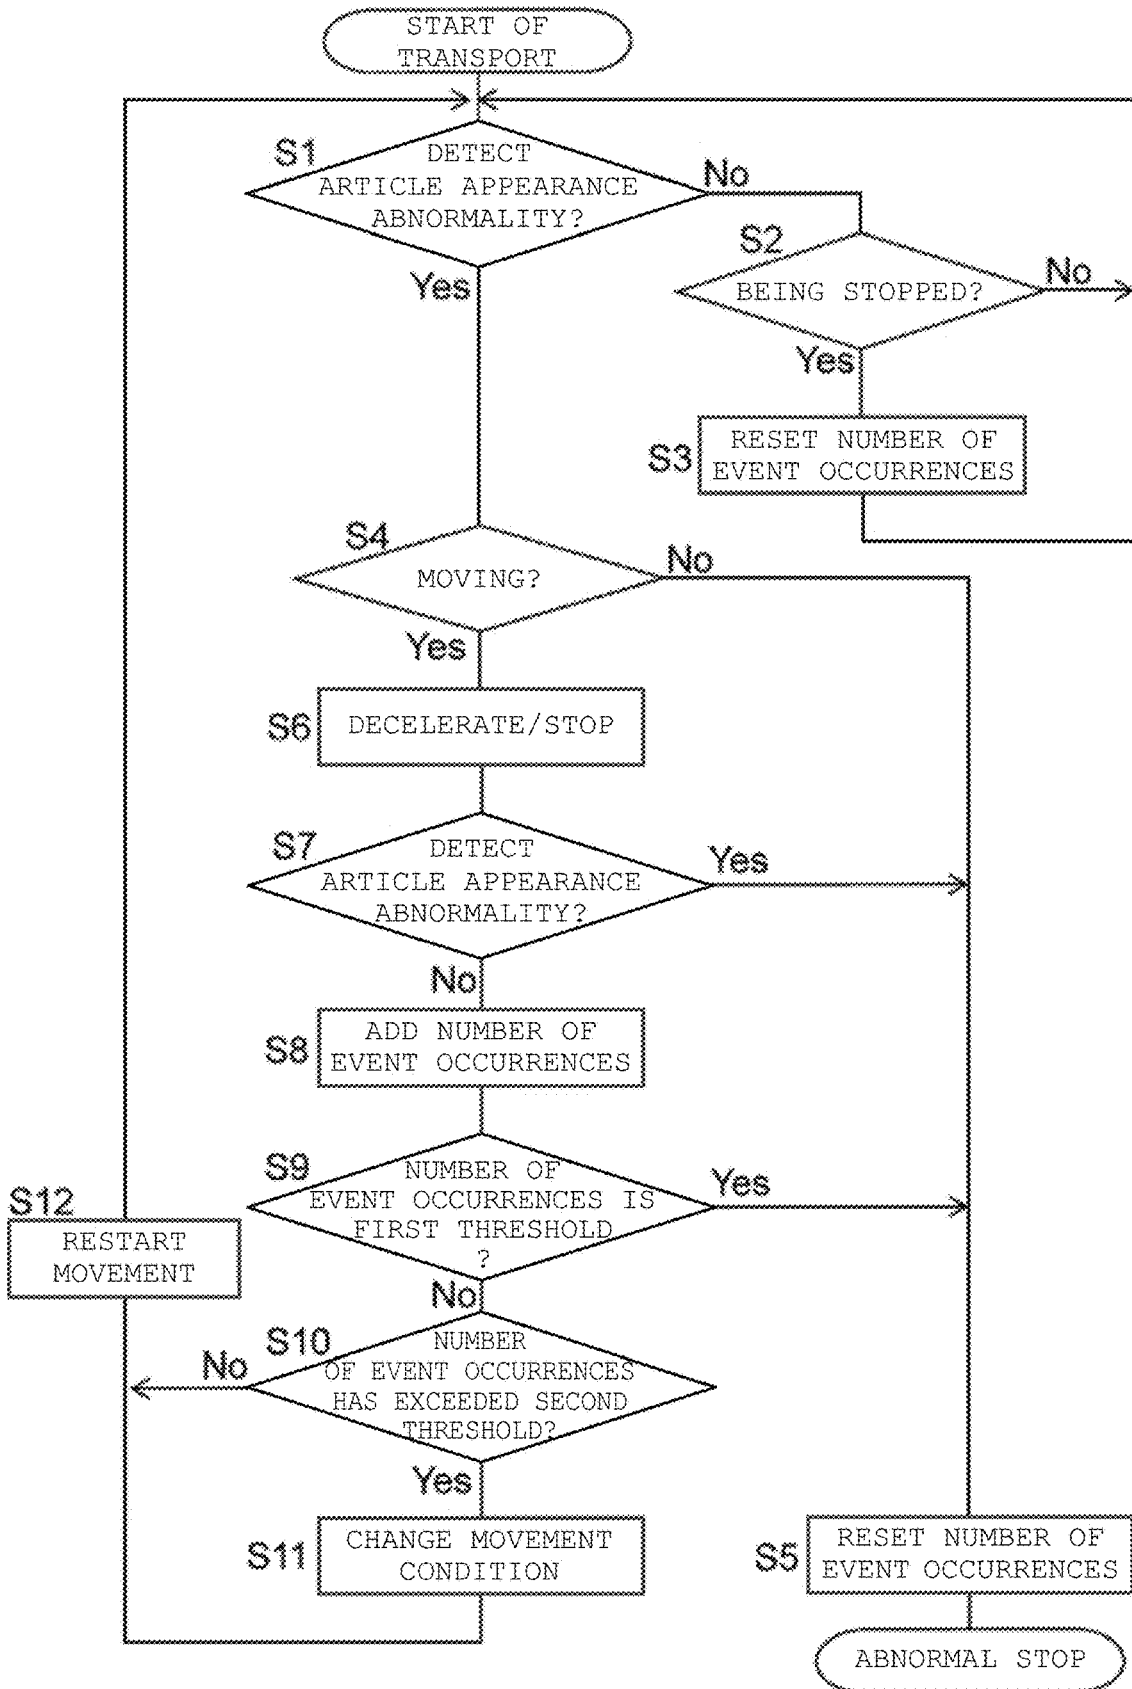 START OF
TRANSPORT
S1
DETECT
ARTICLE APPEARANCE
ABNORMALITY?
No
Yes
S2
BEING STOPPED?
No
Yes
S3
RESET NUMBER OF
EVENT OCCURRENCES
S4
MOVING?
No
Yes
S6
DECELERATE/STOP
S7
DETECT
ARTICLE APPEARANCE
ABNORMALITY?
Yes
No
S8
ADD NUMBER OF
EVENT OCCURRENCES
S9
NUMBER OF
EVENT OCCURRENCES IS
FIRST THRESHOLD
?
Yes
No
S12
RESTART
MOVEMENT
S10
NUMBER
OF EVENT OCCURRENCES
HAS EXCEEDED SECOND
THRESHOLD?
No
Yes
S11
CHANGE MOVEMENT
CONDITION
S5
RESET NUMBER OF
EVENT OCCURRENCES
ABNORMAL STOP